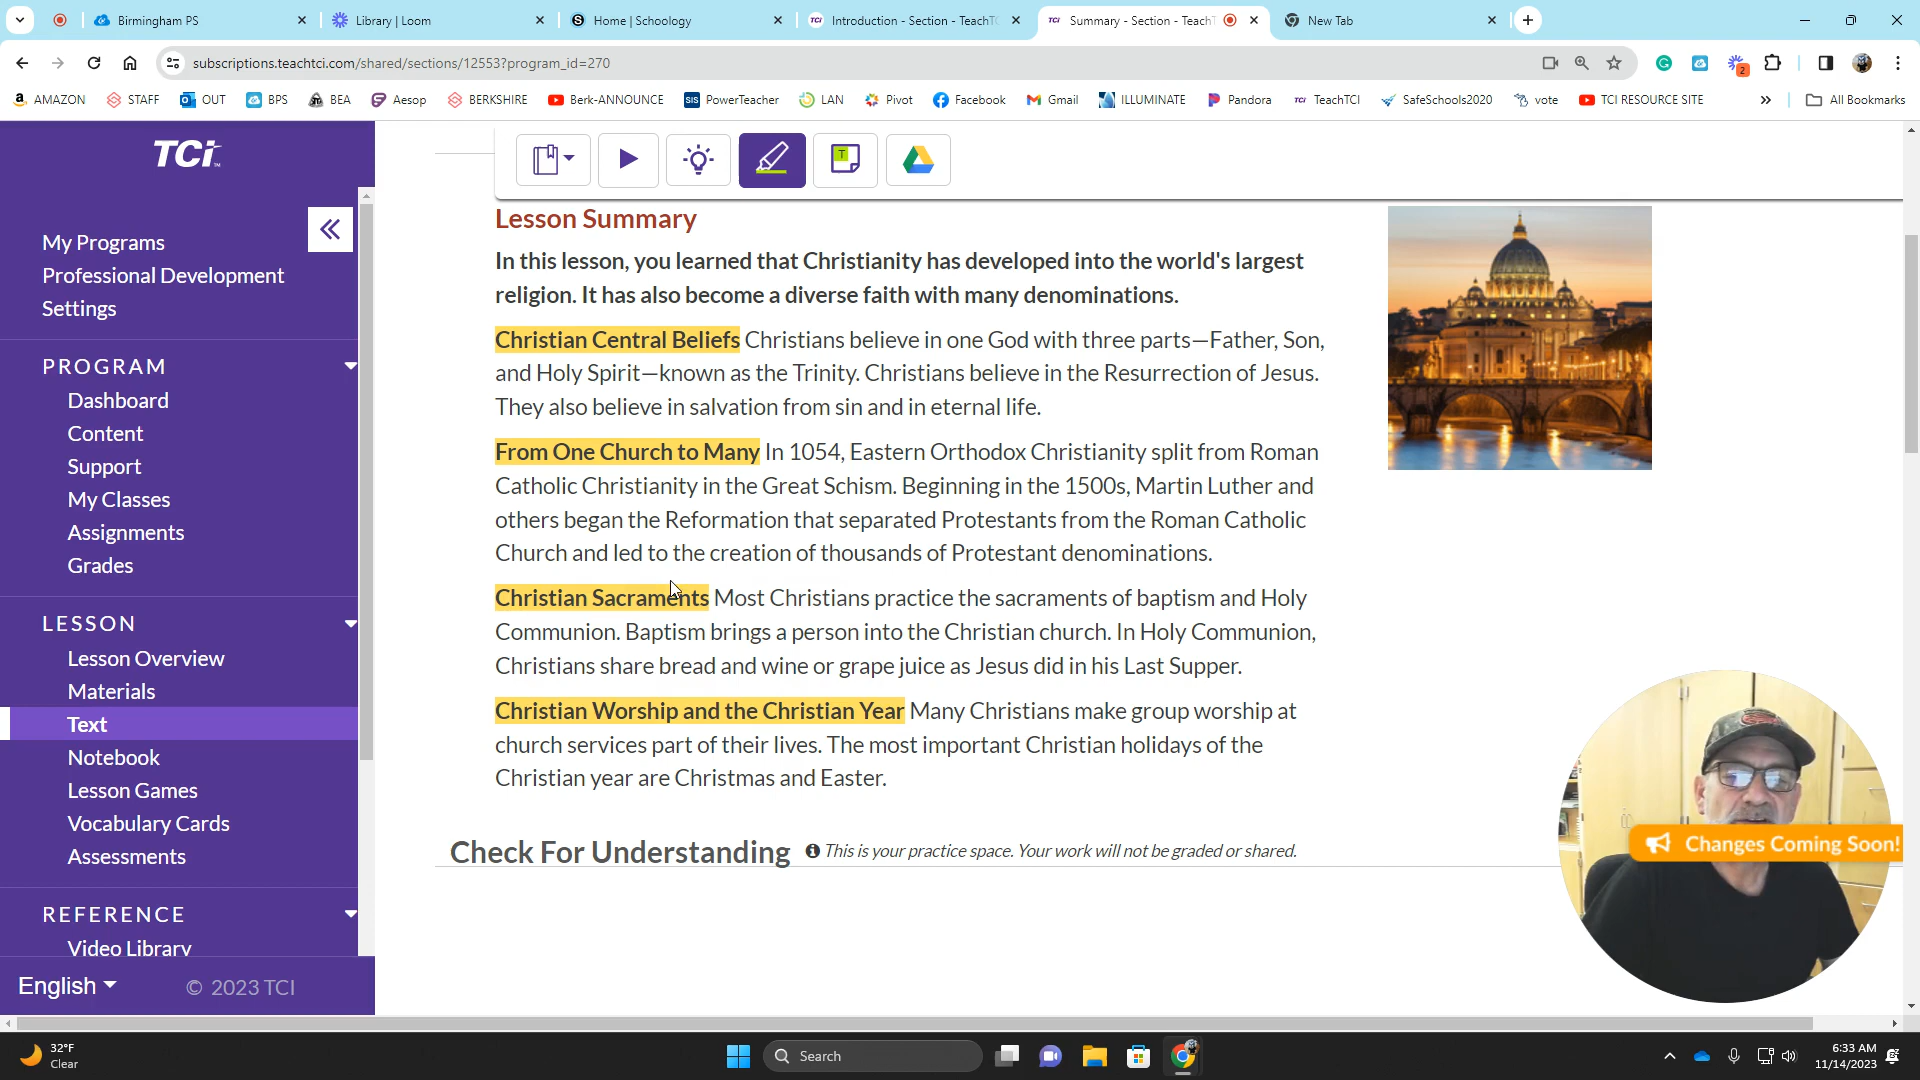 Birmingham PS
Library | Loom
Home | Schoology
TCi Introduction - Section - TeachTC
TCi Summary - Section - TeachT
New Tab
subscriptions.teachtci.com/shared/sections/12553?program_id=270
2
AMAZON
STAFF
OUT
BPS
BEA
Aesop
BERKSHIRE
Berk-ANNOUNCE
SIS PowerTeacher
LAN
Pivot
Facebook
Gmail
ILLUMINATE
Pandora
TCi TeachTCI
SafeSchools2020
vote
TCI RESOURCE SITE
All Bookmarks
TCi
My Programs
Professional Development
Settings
PROGRAM
Dashboard
Content
Support
My Classes
Assignments
Grades
LESSON
Lesson Overview
Materials
Text
Notebook
Lesson Games
Vocabulary Cards
Assessments
REFERENCE
Video Library
English
© 2023 TCI
T
Lesson Summary
In this lesson, you learned that Christianity has developed into the world's largest
religion. It has also become a diverse faith with many denominations.
Christian Central Beliefs Christians believe in one God with three parts—Father, Son,
and Holy Spirit—known as the Trinity. Christians believe in the Resurrection of Jesus.
They also believe in salvation from sin and in eternal life.
From One Church to Many In 1054, Eastern Orthodox Christianity split from Roman
Catholic Christianity in the Great Schism. Beginning in the 1500s, Martin Luther and
others began the Reformation that separated Protestants from the Roman Catholic
Church and led to the creation of thousands of Protestant denominations.
Christian Sacraments Most Christians practice the sacraments of baptism and Holy
Communion. Baptism brings a person into the Christian church. In Holy Communion,
Christians share bread and wine or grape juice as Jesus did in his Last Supper.
Christian Worship and the Christian Year Many Christians make group worship at
church services part of their lives. The most important Christian holidays of the
Christian year are Christmas and Easter.
Check For Understanding This is your practice space. Your work will not be graded or shared.
Changes Coming Soon!
32°F
Clear
Search
6:33 AM
11/14/2023